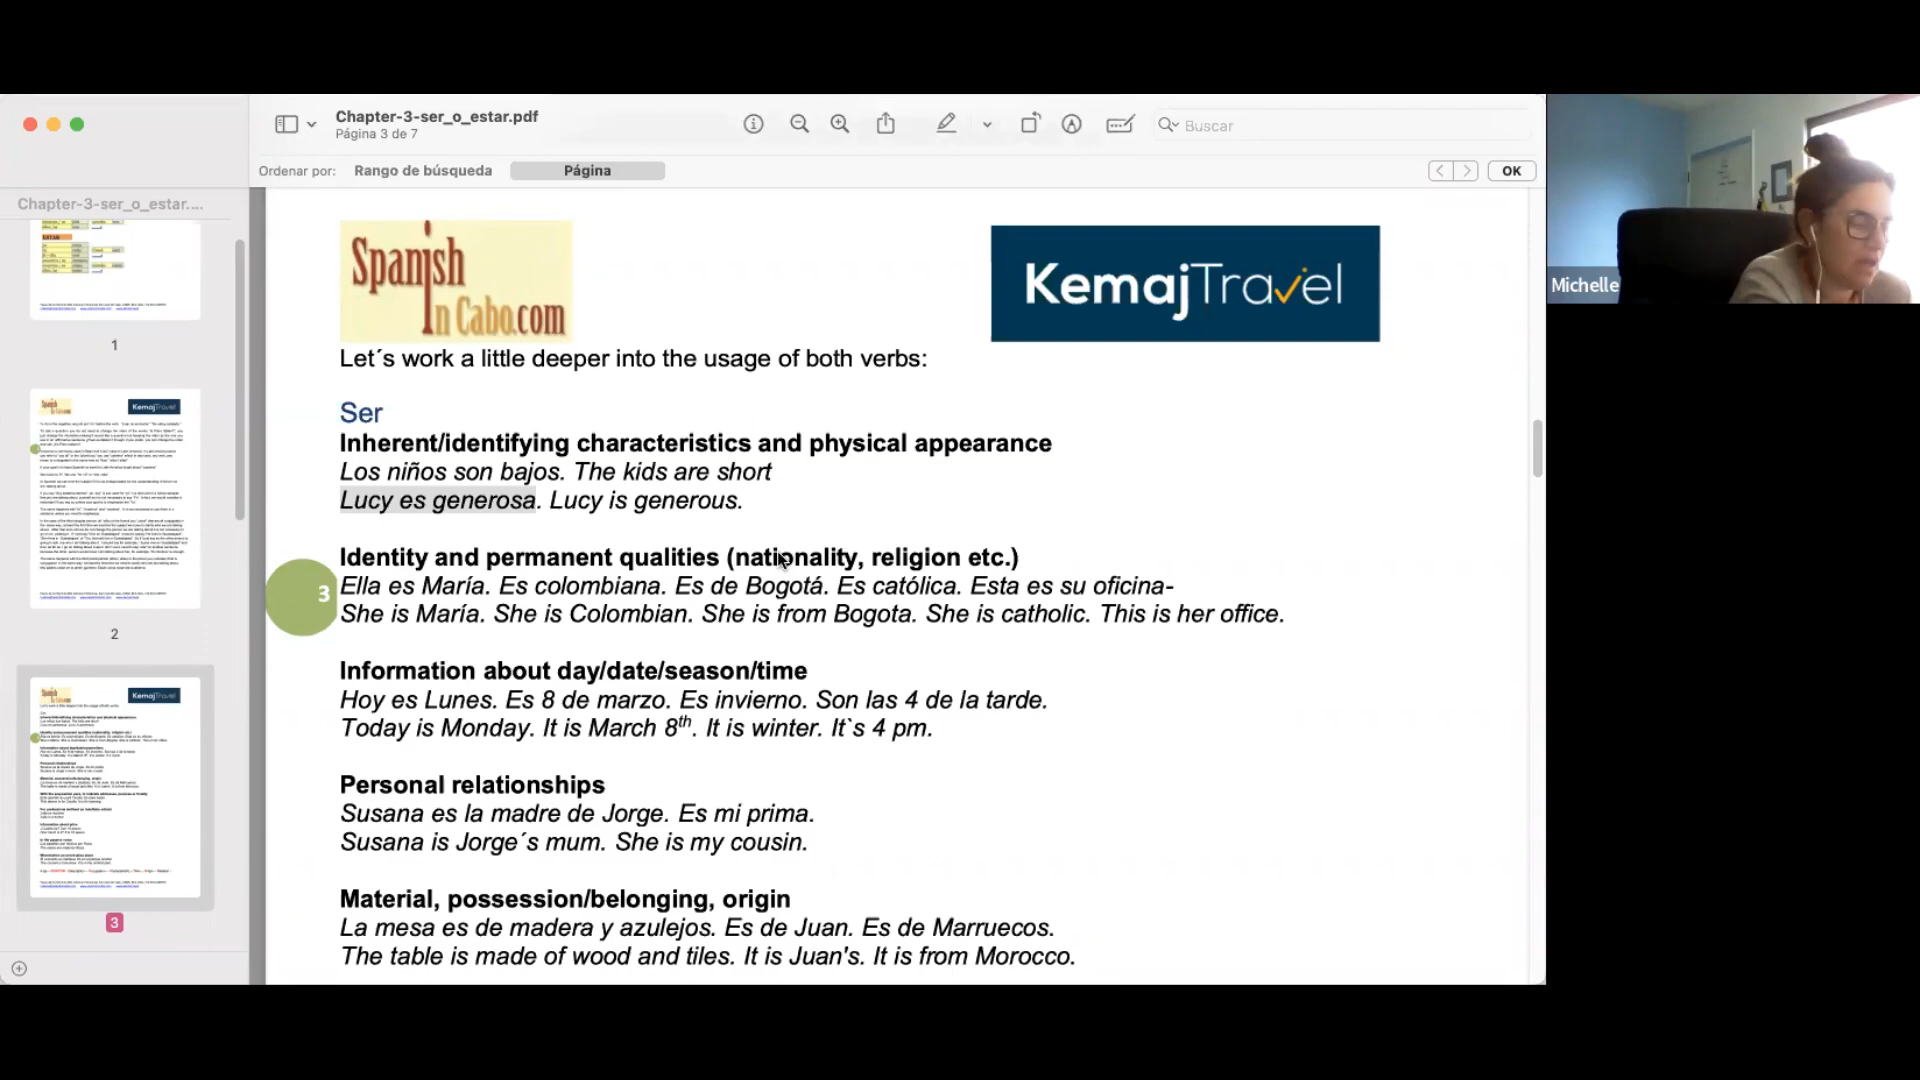 Chapter-3-ser_o_estar.pdf
Página 3 de 7
Buscar
Ordenar por: Rango de búsqueda Página OK
Chapter-3-ser_o_estar....
1
2
3
Spanish
In Cabo.com
KemajTravel
Let´s work a little deeper into the usage of both verbs:
Ser
Inherent/identifying characteristics and physical appearance
Los niños son bajos. The kids are short
Lucy es generosa. Lucy is generous.
Identity and permanent qualities (nationality, religion etc.)
3
Ella es María. Es colombiana. Es de Bogotá. Es católica. Esta es su oficina-
She is María. She is Colombian. She is from Bogota. She is catholic. This is her office.
Information about day/date/season/time
Hoy es Lunes. Es 8 de marzo. Es invierno. Son las 4 de la tarde.
Today is Monday. It is March 8th. It is winter. It`s 4 pm.
Personal relationships
Susana es la madre de Jorge. Es mi prima.
Susana is Jorge´s mum. She is my cousin.
Material, possession/belonging, origin
La mesa es de madera y azulejos. Es de Juan. Es de Marruecos.
The table is made of wood and tiles. It is Juan's. It is from Morocco.
Michelle